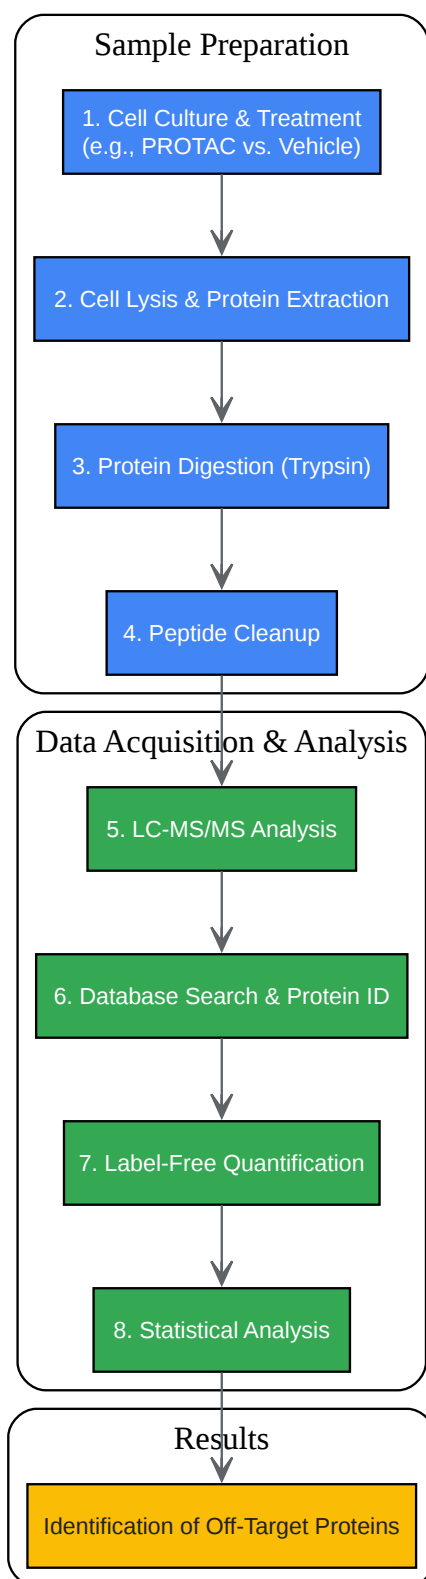 Sample Preparation
1. Cell Culture & Treatment
(e.g., PROTAC vs. Vehicle)
2. Cell Lysis & Protein Extraction
3. Protein Digestion (Trypsin)
4. Peptide Cleanup
Data Acquisition & Analysis
5. LC-MS/MS Analysis
6. Database Search & Protein ID
7. Label-Free Quantification
8. Statistical Analysis
Results
Identification of Off-Target Proteins